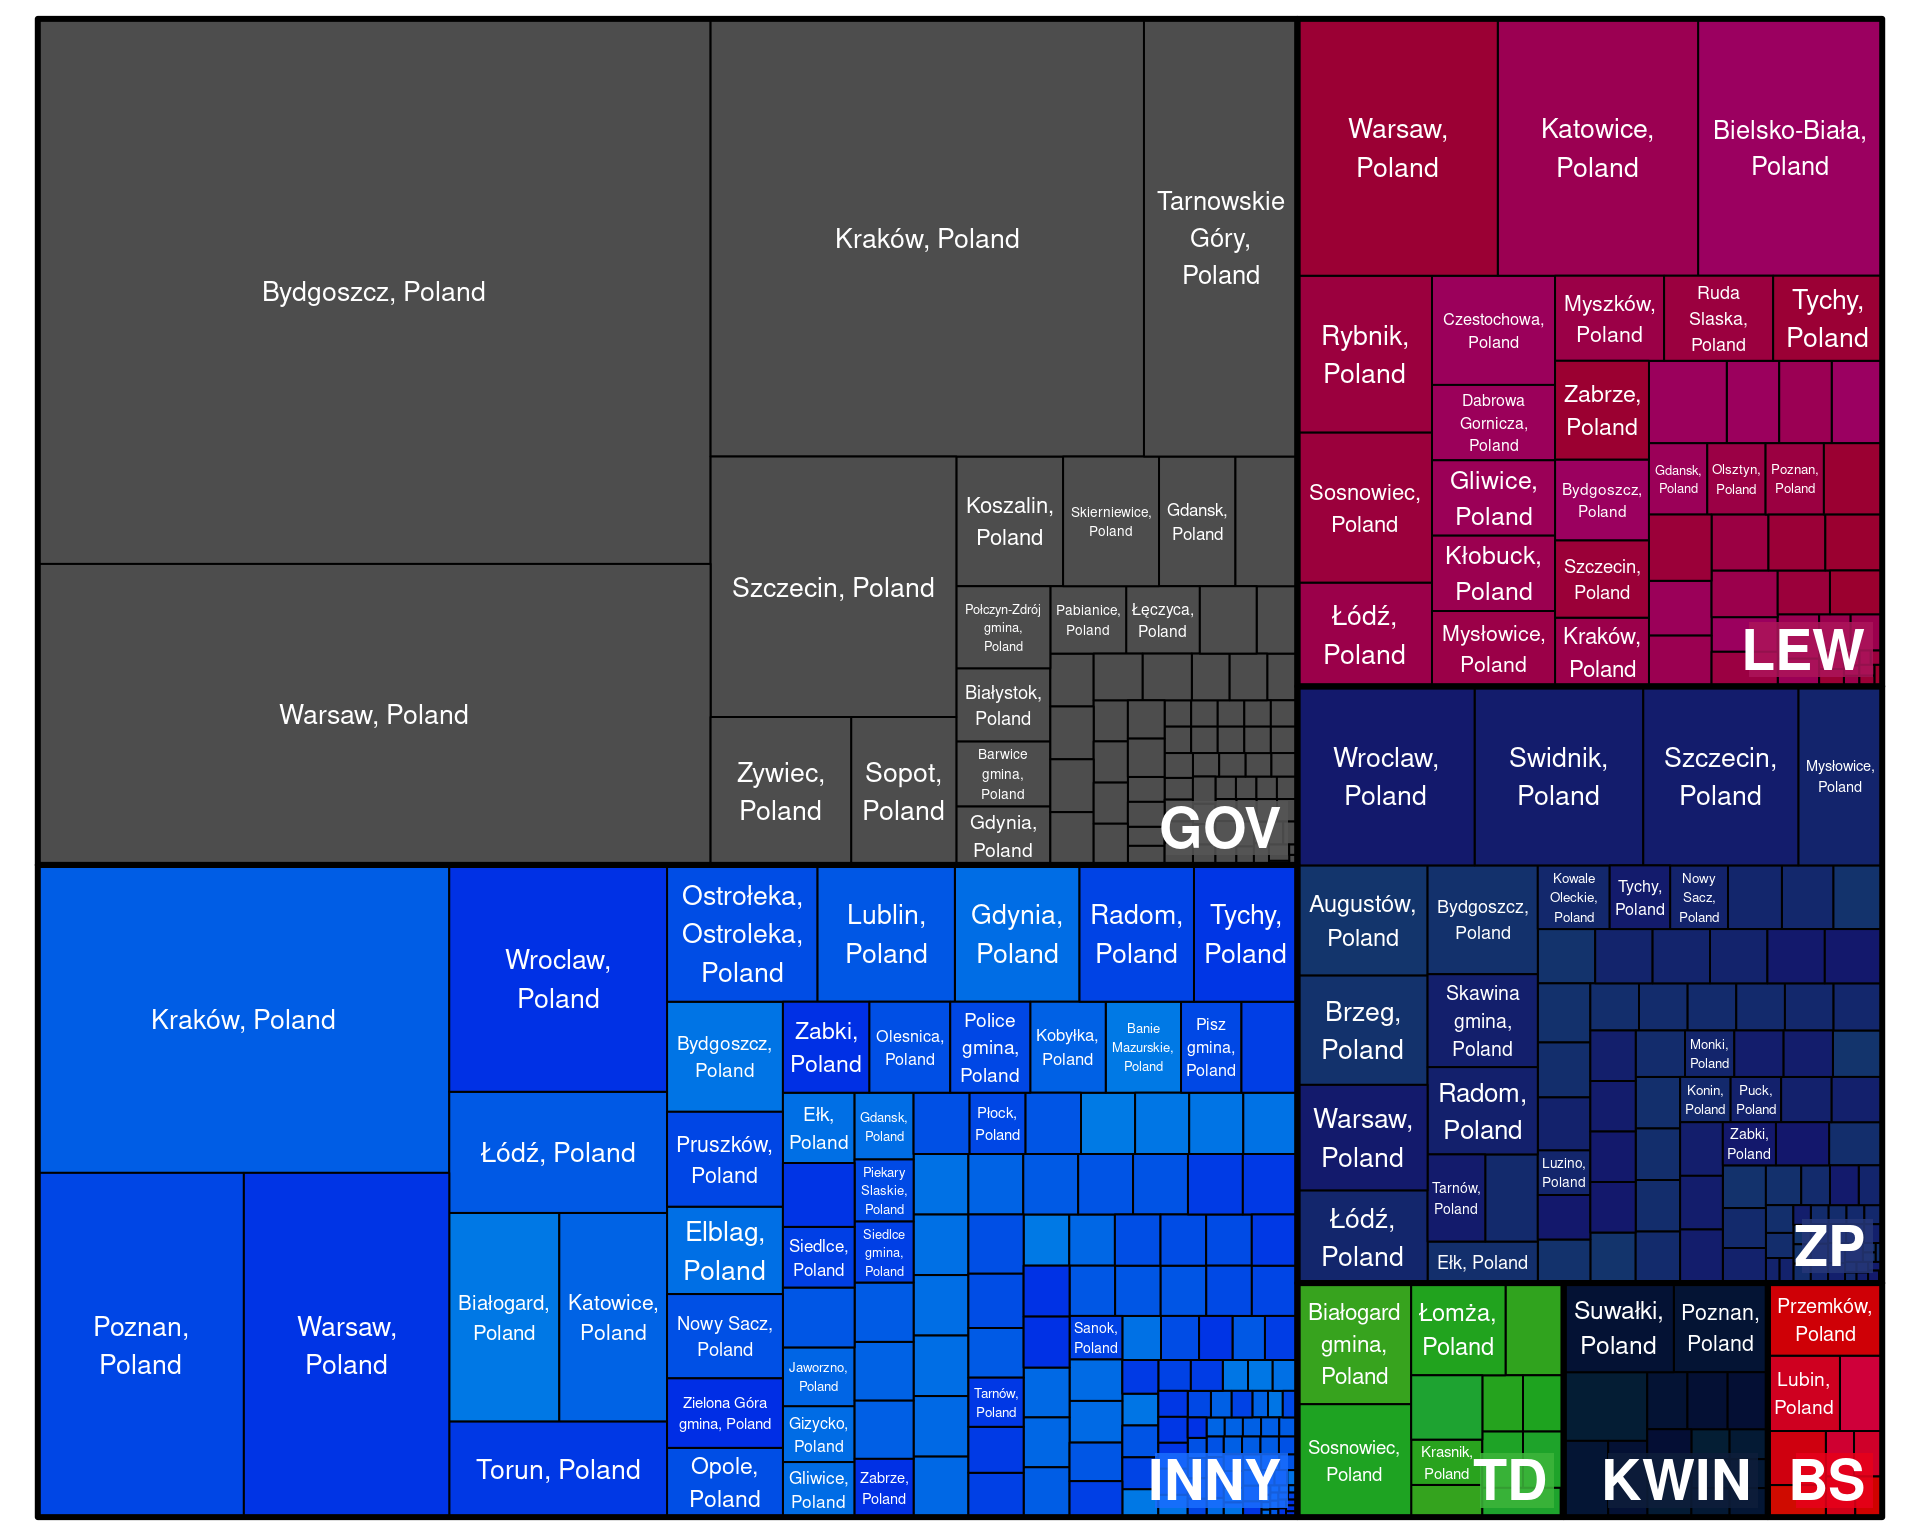 Bydgoszcz, Poland
Warsaw, Poland
Kraków, Poland
Tarnowskie
Góry,
Poland
Szczecin, Poland
Zywiec,
Poland
Sopot,
Poland
Koszalin,
Poland
Skierniewice,
Poland
Gdansk,
Poland
Połczyn-Zdrój
gmina,
Poland
Pabianice,
Poland
Łęczyca,
Poland
Białystok,
Poland
Barwice
gmina,
Poland
Gdynia,
Poland
GOV
Warsaw,
Poland
Katowice,
Poland
Bielsko-Biała,
Poland
Rybnik,
Poland
Sosnowiec,
Poland
Łódź,
Poland
Czestochowa,
Poland
Dabrowa
Gornicza,
Poland
Gliwice,
Poland
Kłobuck,
Poland
Mysłowice,
Poland
Myszków,
Poland
Ruda
Slaska,
Poland
Tychy,
Poland
Zabrze,
Poland
Bydgoszcz,
Poland
Szczecin,
Poland
Kraków,
Poland
Gdansk,
Poland
Olsztyn,
Poland
Poznan,
Poland
LEW
Kraków, Poland
Poznan,
Poland
Warsaw,
Poland
Wroclaw,
Poland
Łódź, Poland
Białogard,
Poland
Katowice,
Poland
Torun, Poland
Ostrołeka,
Ostroleka,
Poland
Lublin,
Poland
Gdynia,
Poland
Radom,
Poland
Tychy,
Poland
Bydgoszcz,
Poland
Pruszków,
Poland
Elblag,
Poland
Nowy Sacz,
Poland
Zielona Góra
gmina, Poland
Opole,
Poland
Zabki,
Poland
Olesnica,
Poland
Police
gmina,
Poland
Kobyłka,
Poland
Banie
Mazurskie,
Poland
Pisz
gmina,
Poland
Ełk,
Poland
Gdansk,
Poland
Płock,
Poland
Piekary
Slaskie,
Poland
Siedlce,
Poland
Siedlce
gmina,
Poland
Jaworzno,
Poland
Gizycko,
Poland
Gliwice,
Poland
Zabrze,
Poland
Tarnów,
Poland
Sanok,
Poland
INNY
Wroclaw,
Poland
Swidnik,
Poland
Szczecin,
Poland
Mysłowice,
Poland
Augustów,
Poland
Brzeg,
Poland
Warsaw,
Poland
Łódź,
Poland
Bydgoszcz,
Poland
Skawina
gmina,
Poland
Radom,
Poland
Tarnów,
Poland
Ełk, Poland
Kowale
Oleckie,
Poland
Tychy,
Poland
Nowy
Sacz,
Poland
Monki,
Poland
Konin,
Poland
Puck,
Poland
Zabki,
Poland
Luzino,
Poland
ZP
Białogard
gmina,
Poland
Sosnowiec,
Poland
Łomża,
Poland
Krasnik,
Poland
TD
Suwałki,
Poland
Poznan,
Poland
KWIN
Przemków,
Poland
Lubin,
Poland
BS